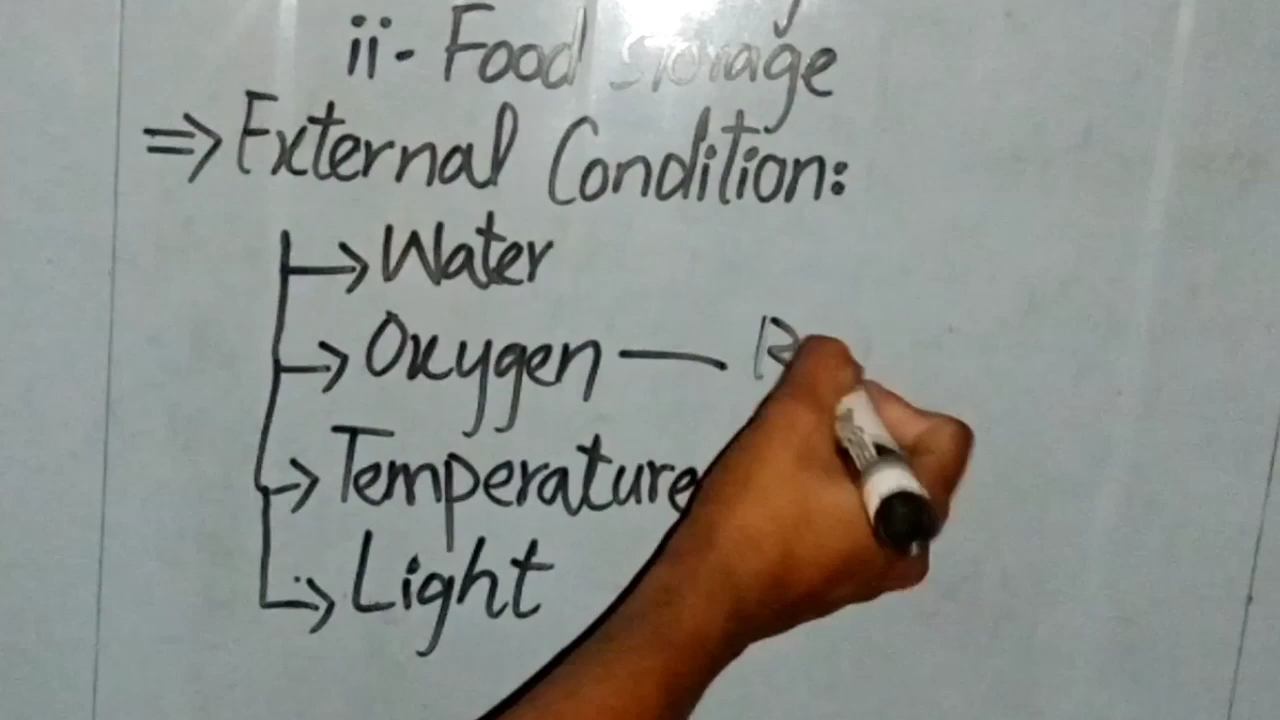 ii- Food storage
⇒ External Condition:
→ Water
→ Oxygen — R
→ Temperature
→ Light